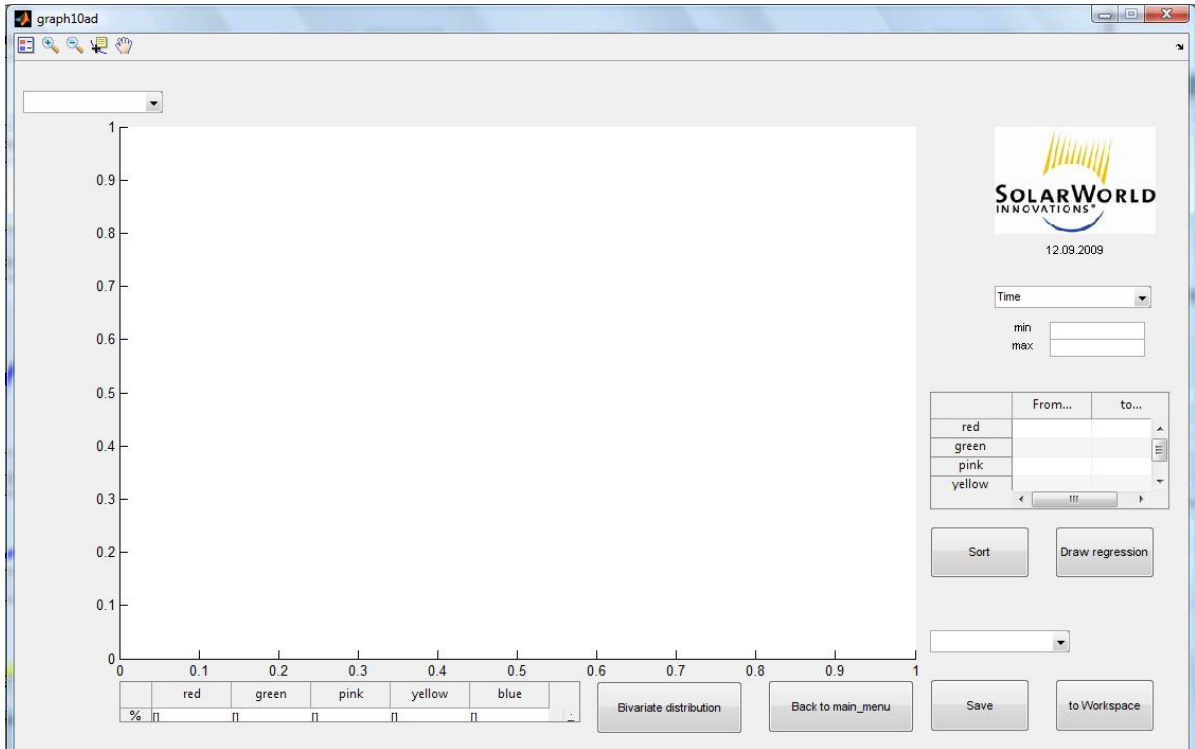 graph10ad
1
0.9
0.8
0.7
0.6
0.5
0.4
0.3
0.2
0.1
0
0 0.1 0.2 0.3 0.4 0.5 0.6 0.7 0.8 0.9 1
red green pink yellow blue
% [] [] [] [] []
Bivariate distribution
Back to main_menu
SOLARWORLD
INNOVATIONS®
12.09.2009
Time
min
max
From... to...
red
green
pink
yellow
Sort
Draw regression
Save
to Workspace